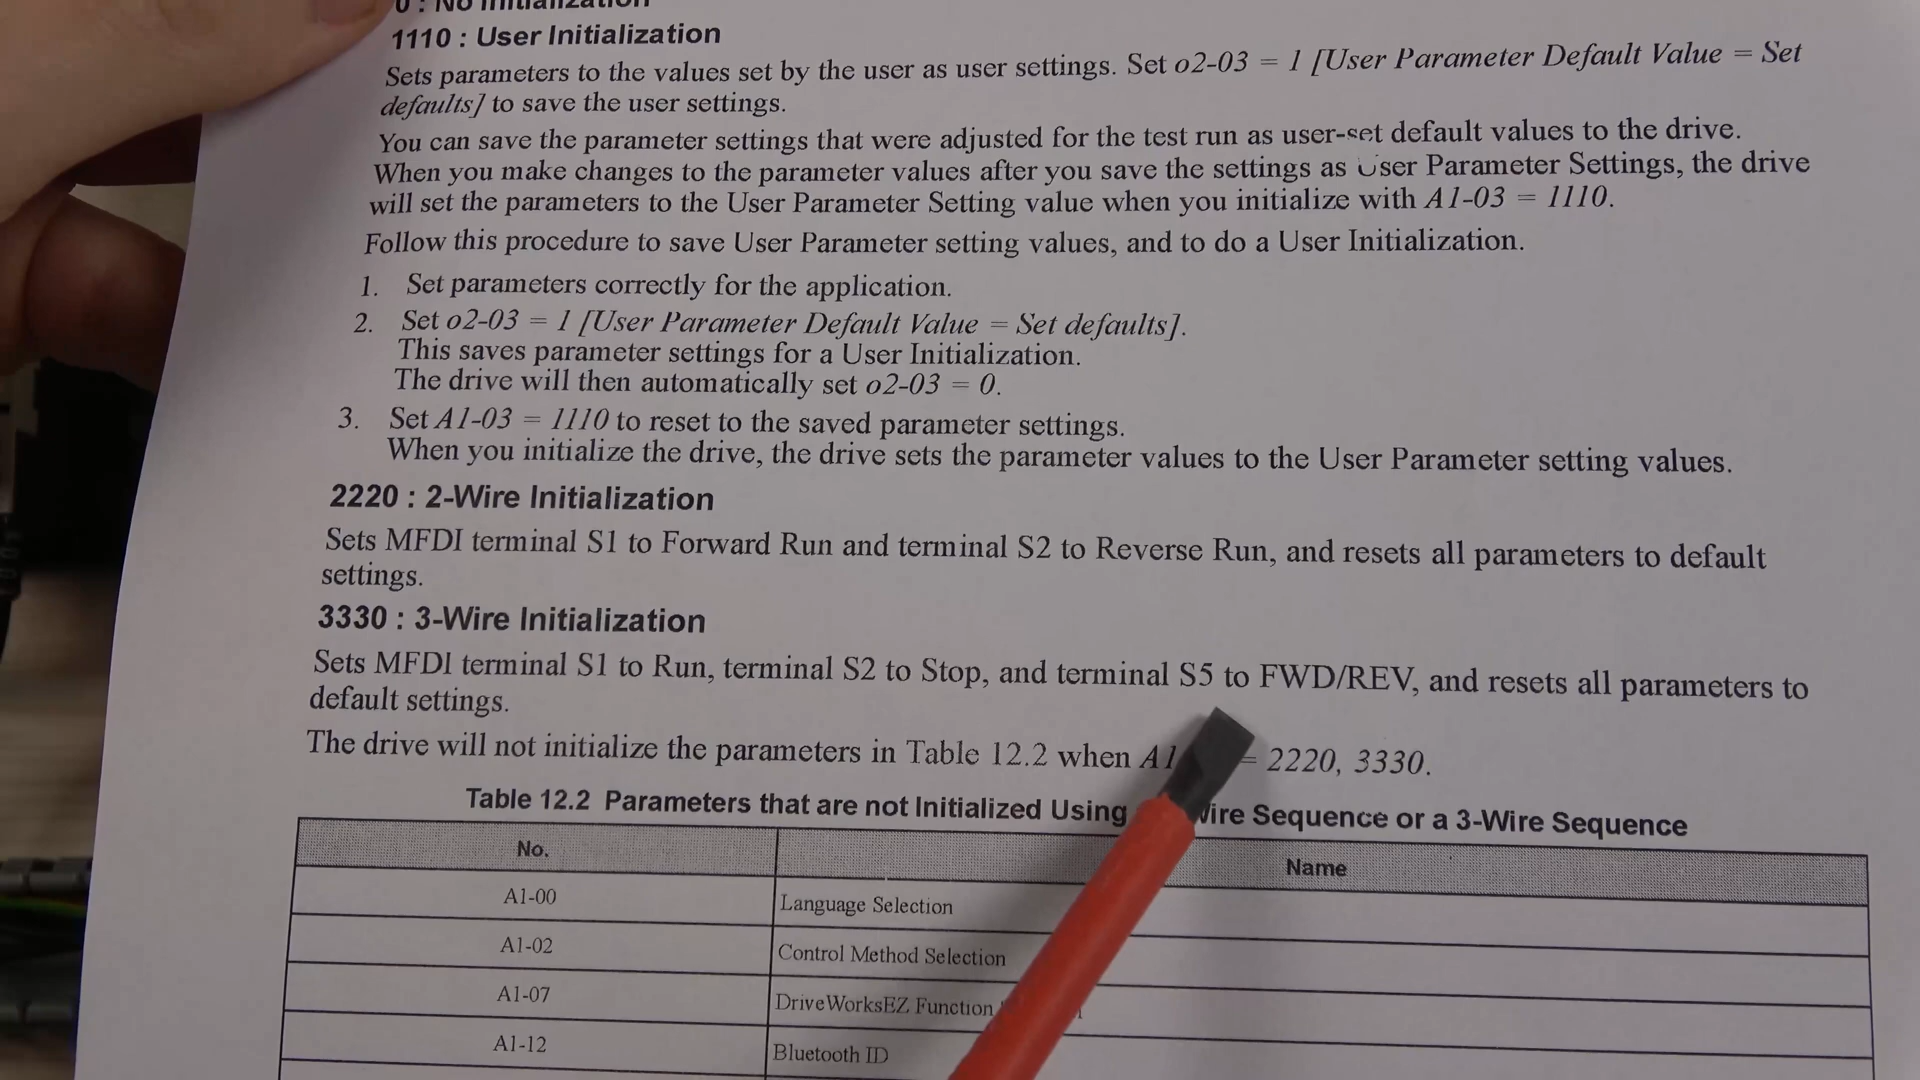 0 : No Initialization
1110 : User Initialization
Sets parameters to the values set by the user as user settings. Set o2-03 = 1 [User Parameter Default Value = Set
defaults] to save the user settings.
You can save the parameter settings that were adjusted for the test run as user-set default values to the drive.
When you make changes to the parameter values after you save the settings as User Parameter Settings, the drive
will set the parameters to the User Parameter Setting value when you initialize with A1-03 = 1110.
Follow this procedure to save User Parameter setting values, and to do a User Initialization.
1. Set parameters correctly for the application.
2. Set o2-03 = 1 [User Parameter Default Value = Set defaults].
This saves parameter settings for a User Initialization.
The drive will then automatically set o2-03 = 0.
3. Set A1-03 = 1110 to reset to the saved parameter settings.
When you initialize the drive, the drive sets the parameter values to the User Parameter setting values.
2220 : 2-Wire Initialization
Sets MFDI terminal S1 to Forward Run and terminal S2 to Reverse Run, and resets all parameters to default
settings.
3330 : 3-Wire Initialization
Sets MFDI terminal S1 to Run, terminal S2 to Stop, and terminal S5 to FWD/REV, and resets all parameters to
default settings.
The drive will not initialize the parameters in Table 12.2 when A1 = 2220, 3330.
Table 12.2 Parameters that are not Initialized Using Wire Sequence or a 3-Wire Sequence
No. Name
A1-00 Language Selection
A1-02 Control Method Selection
A1-07 DriveWorksEZ Function
A1-12 Bluetooth ID